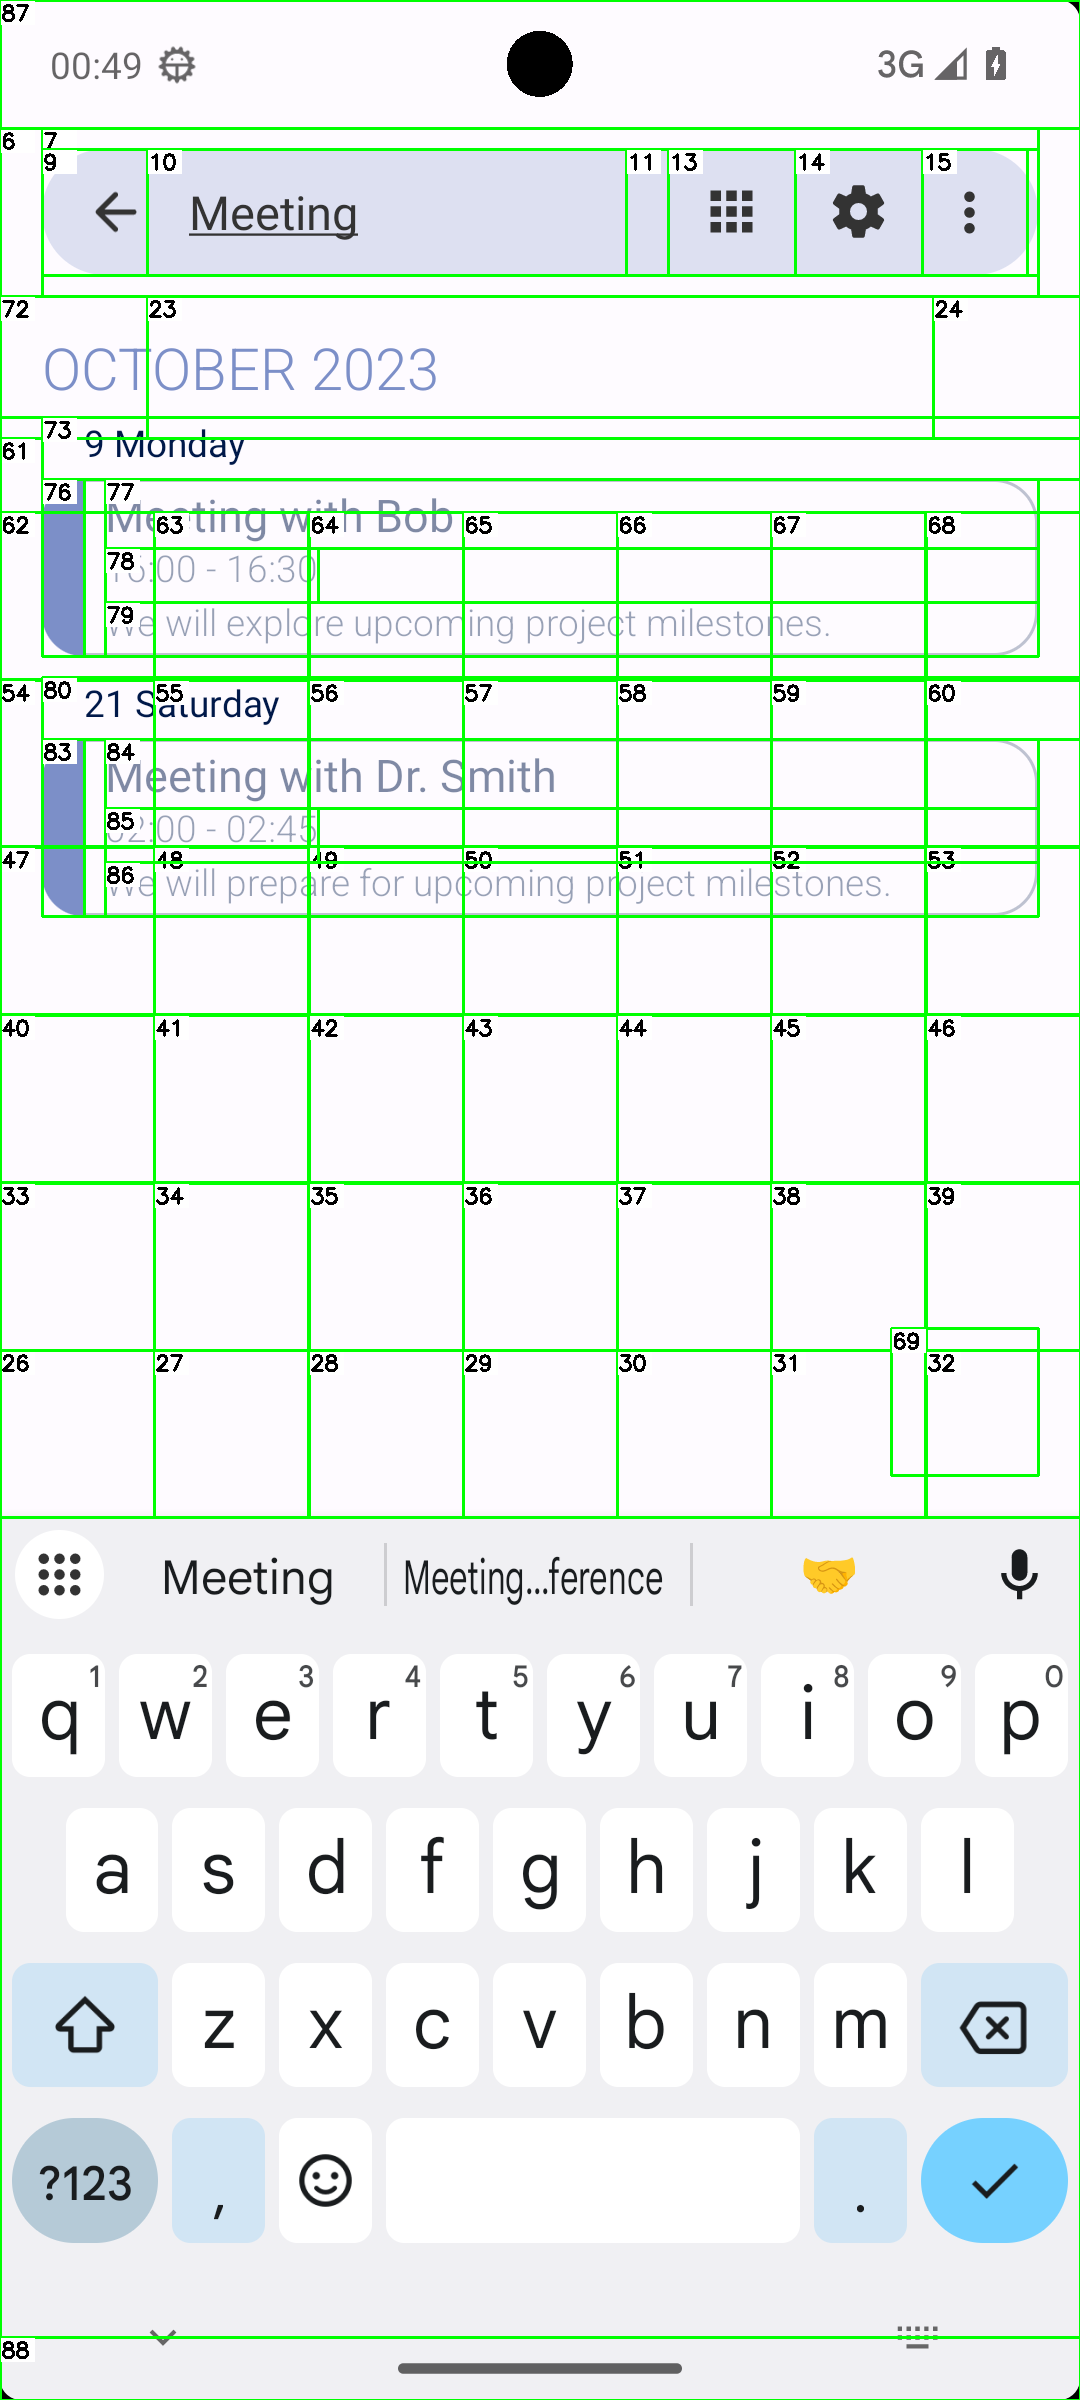 87
00:49 3G
6 7
9 10 11 13 14 15
Meeting
72 23 24
OCTOBER 2023
73 9 Monday
61
76 77
Meeting with Bob
62 63 64 65 66 67 68
78 16:00 - 16:30
79 We will explore upcoming project milestones.
54 80 55 56 57 58 59 60
21 Saturday
83 84
Meeting with Dr. Smith
85 02:00 - 02:45
47 48 49 50 51 52 53
86 We will prepare for upcoming project milestones.
40 41 42 43 44 45 46
33 34 35 36 37 38 39
69
26 27 28 29 30 31 32
Meeting Meeting...ference
1 2 3 4 5 6 7 8 9 0
q w e r t y u i o p
a s d f g h j k l
z x c v b n m
?123 , .
88